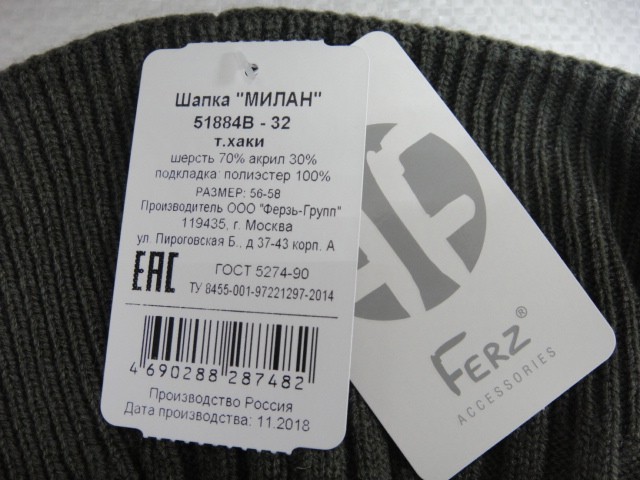 Шапка "МИЛАН"
51884В - 32
т.хаки
шерсть 70% акрил 30%
подкладка: полиэстер 100%
РАЗМЕР: 56-58
Производитель ООО "Ферзь-Групп"
119435, г. Москва
ул. Пироговская Б., д 37-43 корп. А
EAC
ГОСТ 5274-90
ТУ 8455-001-97221297-2014
4 690288 287482
Производство Россия
Дата производства: 11.2018
FERZ®
ACCESSORIES